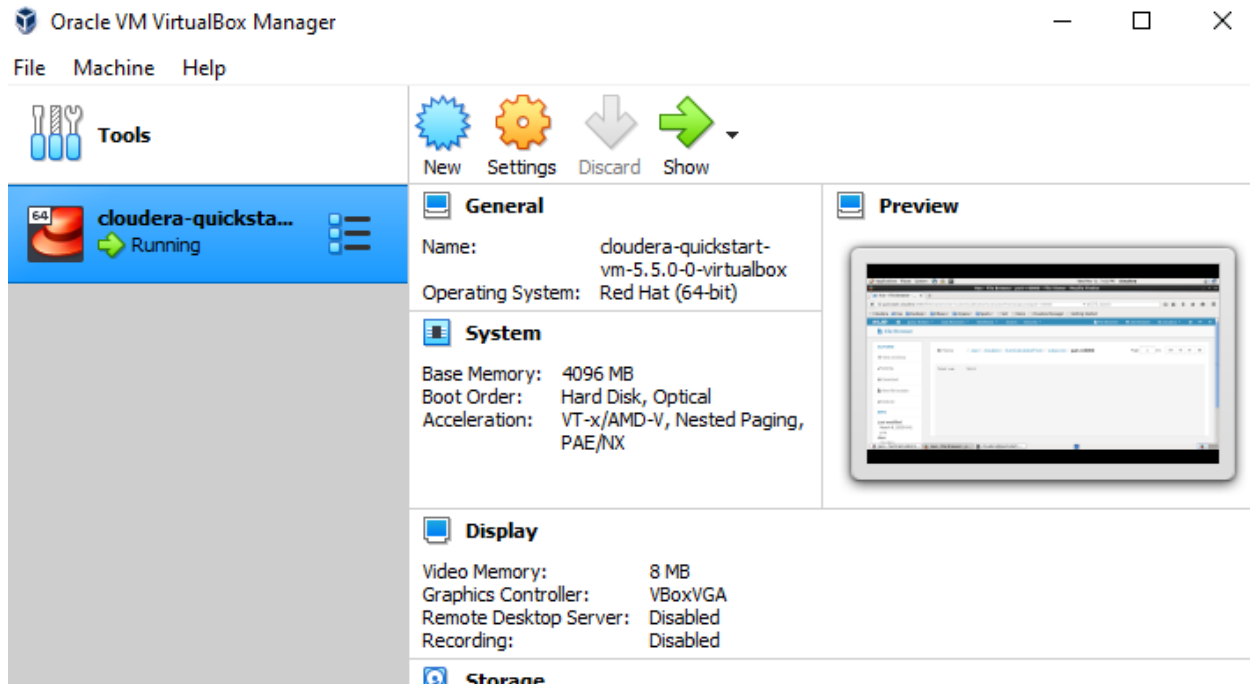 Oracle VM VirtualBox Manager
File Machine Help
Tools
New Settings Discard Show
64
cloudera-quicksta...
Running
General
Name: cloudera-quickstart-
vm-5.5.0-0-virtualbox
Operating System: Red Hat (64-bit)
System
Base Memory: 4096 MB
Boot Order: Hard Disk, Optical
Acceleration: VT-x/AMD-V, Nested Paging,
PAE/NX
Preview
Display
Video Memory: 8 MB
Graphics Controller: VBoxVGA
Remote Desktop Server: Disabled
Recording: Disabled
Storage